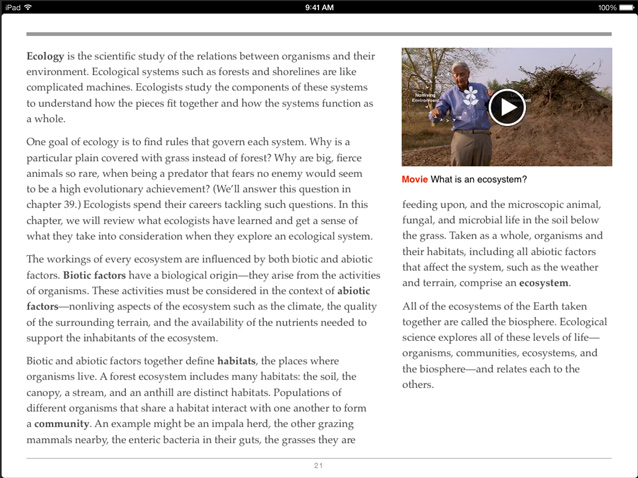 iPad
9:41 AM
100%
Ecology is the scientific study of the relations between organisms and their
environment. Ecological systems such as forests and shorelines are like
complicated machines. Ecologists study the components of these systems
to understand how the pieces fit together and how the systems function as
a whole.
One goal of ecology is to find rules that govern each system. Why is a
particular plain covered with grass instead of forest? Why are big, fierce
animals so rare, when being a predator that fears no enemy would seem
to be a high evolutionary achievement? (We'll answer this question in
chapter 39.) Ecologists spend their careers tackling such questions. In this
chapter, we will review what ecologists have learned and get a sense of
what they take into consideration when they explore an ecological system.
The workings of every ecosystem are influenced by both biotic and abiotic
factors. Biotic factors have a biological origin—they arise from the activities
of organisms. These activities must be considered in the context of abiotic
factors—nonliving aspects of the ecosystem such as the climate, the quality
of the surrounding terrain, and the availability of the nutrients needed to
support the inhabitants of the ecosystem.
Biotic and abiotic factors together define habitats, the places where
organisms live. A forest ecosystem includes many habitats: the soil, the
canopy, a stream, and an anthill are distinct habitats. Populations of
different organisms that share a habitat interact with one another to form
a community. An example might be an impala herd, the other grazing
mammals nearby, the enteric bacteria in their guts, the grasses they are
Nonliving
Environment
Movie What is an ecosystem?
feeding upon, and the microscopic animal,
fungal, and microbial life in the soil below
the grass. Taken as a whole, organisms and
their habitats, including all abiotic factors
that affect the system, such as the weather
and terrain, comprise an ecosystem.
All of the ecosystems of the Earth taken
together are called the biosphere. Ecological
science explores all of these levels of life—
organisms, communities, ecosystems, and
the biosphere—and relates each to the
others.
21